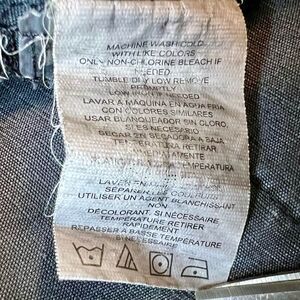 MACHINE WASH COLD
WITH LIKE COLORS
ONLY NON-CHLORINE BLEACH IF
NEEDED
TUMBLE DRY LOW REMOVE
PROMPTLY
LOW IRON IF NEEDED
LAVAR A MAQUINA EN AGUA FRIA
CON COLORES SIMILARES
USAR BLANQUEADOR SIN CLORO,
SI ES NECESARIO
SECAR EN SECADORA A BAJA
TEMPERATURA RETIRAR
TEMPERATURA
SÉPARER
UTILISER UN AGENT BLANCHISSANT
NON
DÉCOLORANT, SI NÉCESSAIRE
TEMPÉRATURE RETIRER
RAPIDEMENT
REPASSER A BASSE TEMPÉRATURE
SI NÉCESSAIRE